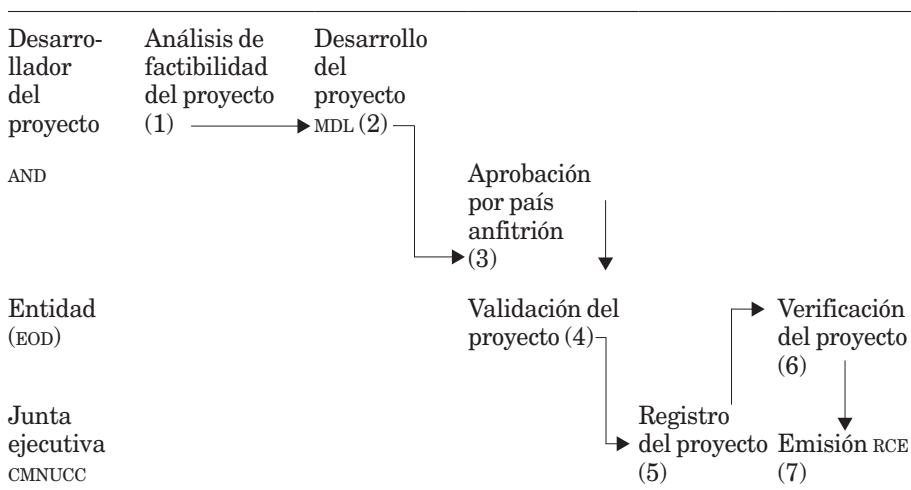 Desarro-
llador
del
proyecto
Análisis de
factibilidad
del proyecto
(1)
Desarrollo
del
proyecto
MDL (2)
AND
Aprobación
por país
anfitrión
(3)
Entidad
(EOD)
Validación del
proyecto (4)
Verificación
del proyecto
(6)
Junta
ejecutiva
CMNUCC
Registro
del proyecto
(5)
Emisión RCE
(7)